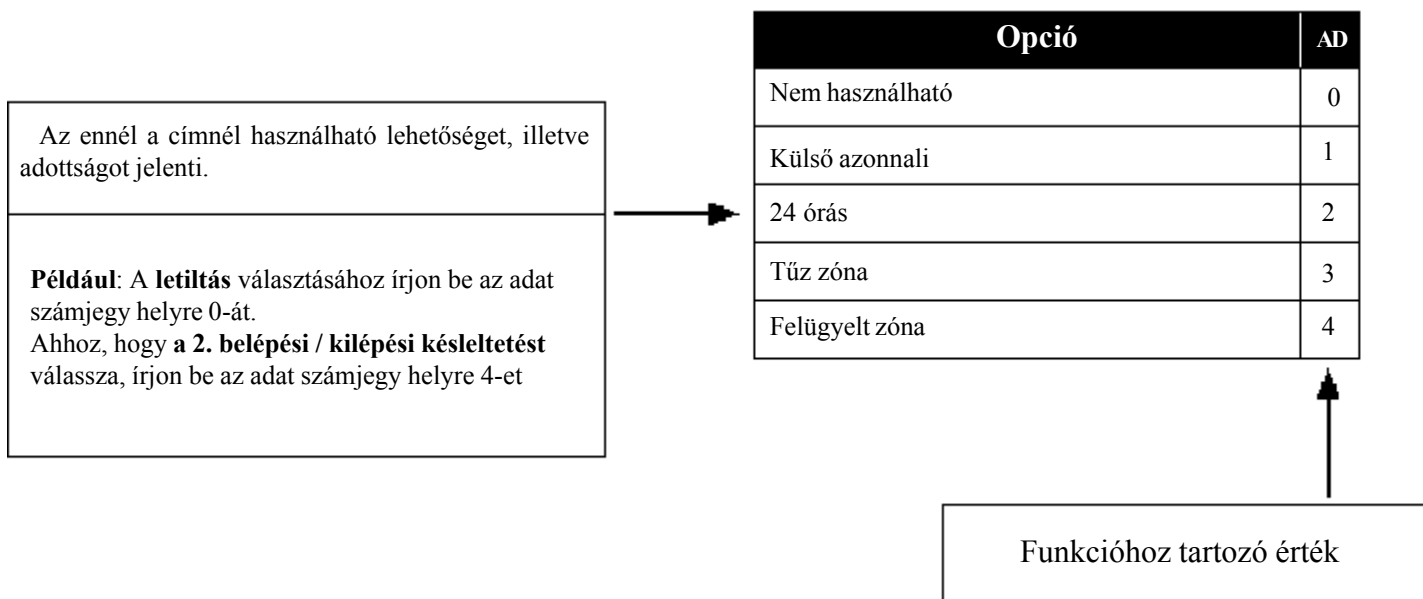 Opció AD
Nem használható 0
Külső azonnali 1
24 órás 2
Tűz zóna 3
Felügyelt zóna 4
Az ennél a címnél használható lehetőséget, illetve
adottságot jelenti.
Például: A letiltás választásához írjon be az adat
számjegy helyre 0-át.
Ahhoz, hogy a 2. belépési / kilépési késleltetést
válassza, írjon be az adat számjegy helyre 4-et
Funkcióhoz tartozó érték